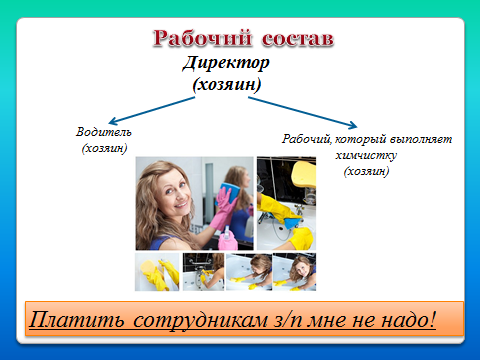 Рабочий состав
Директор
(хозяин)
Водитель
(хозяин)
Рабочий, который выполняет
химчистку
(хозяин)
Платить сотрудникам з/п мне не надо!